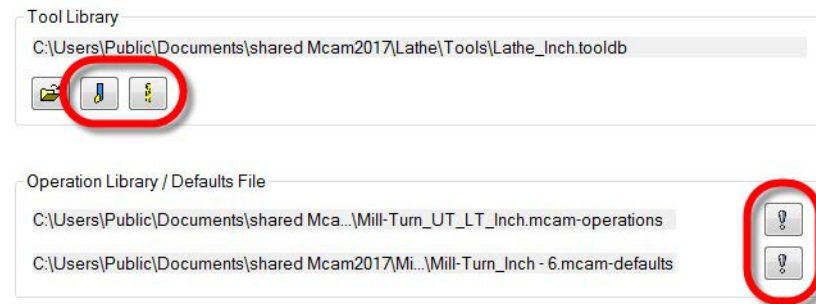 Tool Library
C:\Users\Public\Documents\shared Mcam2017\Lathe\Tools\Lathe_Inch.tooldb
Operation Library / Defaults File
C:\Users\Public\Documents\shared Mca...\Mill-Turn_UT_LT_Inch.mcam-operations
C:\Users\Public\Documents\shared Mcam2017\Mi...\Mill-Turn_Inch - 6.mcam-defaults